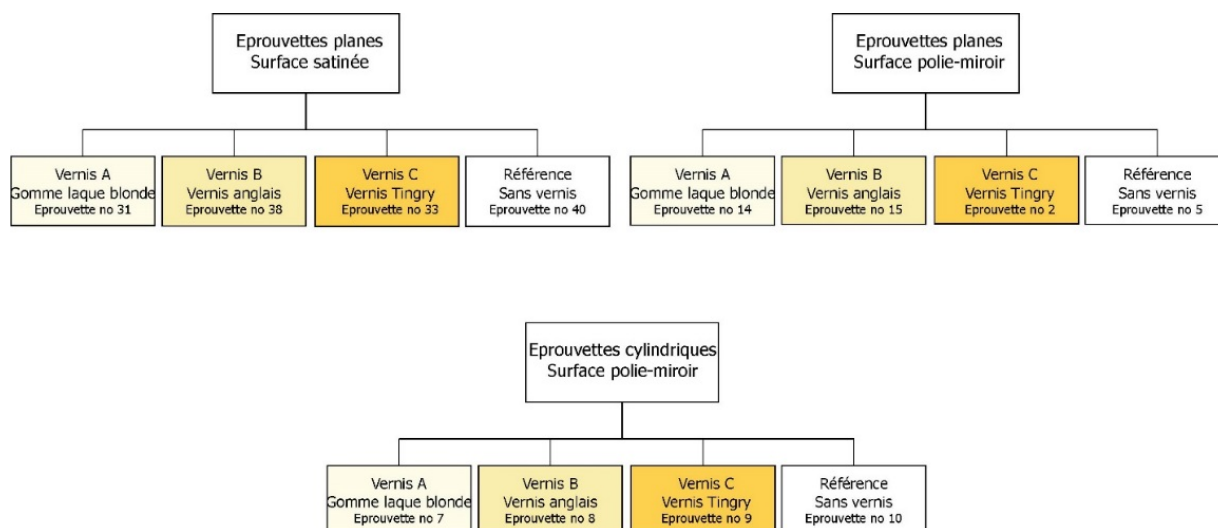 Eprouvettes planes
Surface satinée
Vernis A
Gomme laque blonde
Eprouvette no 31
Vernis B
Vernis anglais
Eprouvette no 38
Vernis C
Vernis Tingry
Eprouvette no 33
Référence
Sans vernis
Eprouvette no 40
Eprouvettes planes
Surface polie-miroir
Vernis A
Gomme laque blonde
Eprouvette no 14
Vernis B
Vernis anglais
Eprouvette no 15
Vernis C
Vernis Tingry
Eprouvette no 2
Référence
Sans vernis
Eprouvette no 5
Eprouvettes cylindriques
Surface polie-miroir
Vernis A
Gomme laque blonde
Eprouvette no 7
Vernis B
Vernis anglais
Eprouvette no 8
Vernis C
Vernis Tingry
Eprouvette no 9
Référence
Sans vernis
Eprouvette no 10